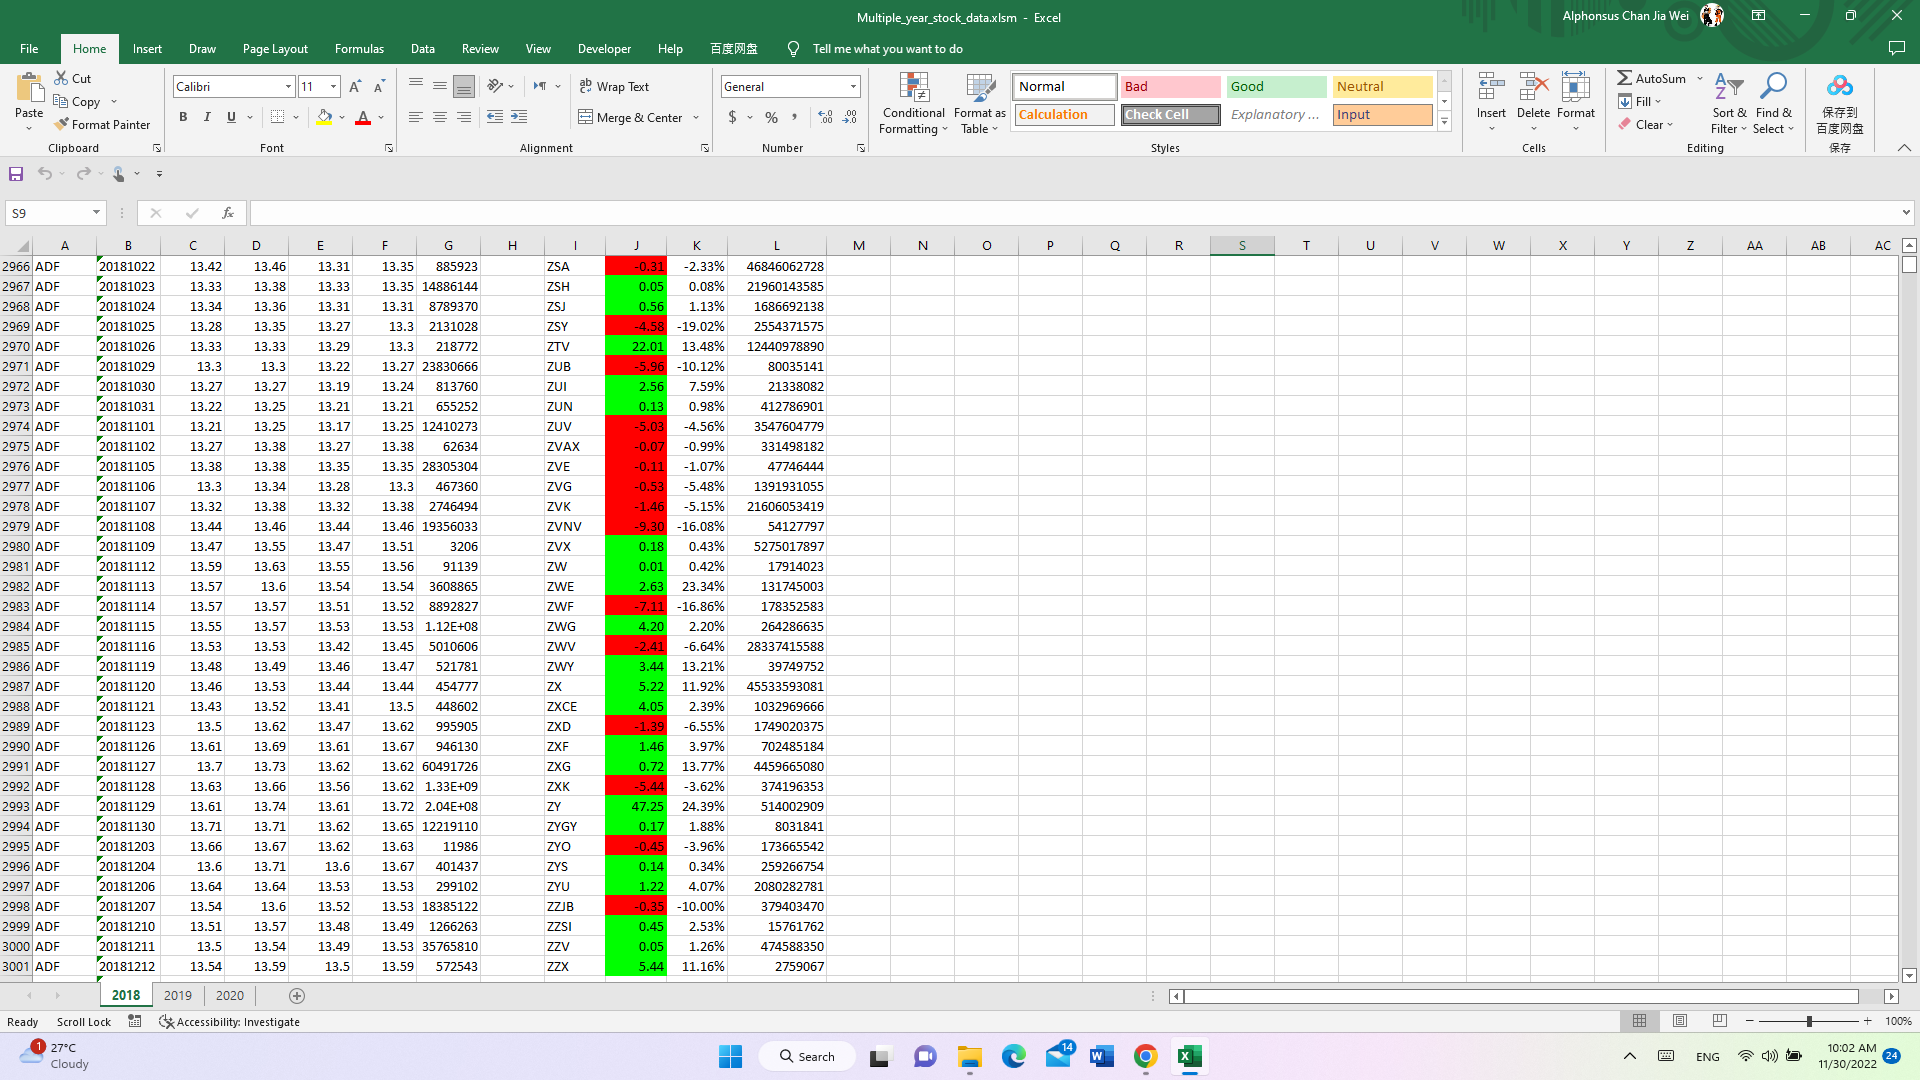 Multiple_year_stock_data.xlsm - Excel
Alphonsus Chan Jia Wei
File Home Insert Draw Page Layout Formulas Data Review View Developer Help 百度网盘 Tell me what you want to do
Paste Cut Copy Format Painter Clipboard
Calibri 11 B I U A Font
Wrap Text Merge & Center Alignment
General $ % , Number
Conditional Formatting Format as Table
Normal Bad Good Neutral
Calculation Check Cell Explanatory ... Input
Styles
Insert Delete Format Cells
AutoSum Fill Clear Sort & Filter Find & Select Editing
保存到 百度网盘 保存
S9 fx
A B C D E F G H I J K L M N O P Q R S T U V W X Y Z AA AB AC
2966 ADF 20181022 13.42 13.46 13.31 13.35 885923 ZSA -0.31 -2.33% 46846062728
2967 ADF 20181023 13.33 13.38 13.33 13.35 14886144 ZSH 0.05 0.08% 21960143585
2968 ADF 20181024 13.34 13.36 13.31 13.31 8789370 ZSJ 0.56 1.13% 1686692138
2969 ADF 20181025 13.28 13.35 13.27 13.3 2131028 ZSY -4.58 -19.02% 2554371575
2970 ADF 20181026 13.33 13.33 13.29 13.3 218772 ZTV 22.01 13.48% 12440978890
2971 ADF 20181029 13.3 13.3 13.22 13.27 23830666 ZUB -5.96 -10.12% 80035141
2972 ADF 20181030 13.27 13.27 13.19 13.24 813760 ZUI 2.56 7.59% 21338082
2973 ADF 20181031 13.22 13.25 13.21 13.21 655252 ZUN 0.13 0.98% 412786901
2974 ADF 20181101 13.21 13.25 13.17 13.25 12410273 ZUV -5.03 -4.56% 3547604779
2975 ADF 20181102 13.27 13.38 13.27 13.38 62634 ZVAX -0.07 -0.99% 331498182
2976 ADF 20181105 13.38 13.38 13.35 13.35 28305304 ZVE -0.11 -1.07% 47746444
2977 ADF 20181106 13.3 13.34 13.28 13.3 467360 ZVG -0.53 -5.48% 1391931055
2978 ADF 20181107 13.32 13.38 13.32 13.38 2746494 ZVK -1.46 -5.15% 21606053419
2979 ADF 20181108 13.44 13.46 13.44 13.46 19356033 ZVNV -9.30 -16.08% 54127797
2980 ADF 20181109 13.47 13.55 13.47 13.51 3206 ZVX 0.18 0.43% 5275017897
2981 ADF 20181112 13.59 13.63 13.55 13.56 91139 ZW 0.01 0.42% 17914023
2982 ADF 20181113 13.57 13.6 13.54 13.54 3608865 ZWE 2.63 23.34% 131745003
2983 ADF 20181114 13.57 13.57 13.51 13.52 8892827 ZWF -7.11 -16.86% 178352583
2984 ADF 20181115 13.55 13.57 13.53 13.53 1.12E+08 ZWG 4.20 2.20% 264286635
2985 ADF 20181116 13.53 13.53 13.42 13.45 5010606 ZWV -2.41 -6.64% 28337415588
2986 ADF 20181119 13.48 13.49 13.46 13.47 521781 ZWY 3.44 13.21% 39749752
2987 ADF 20181120 13.46 13.53 13.44 13.44 454777 ZX 5.22 11.92% 45533593081
2988 ADF 20181121 13.43 13.52 13.41 13.5 448602 ZXCE 4.05 2.39% 1032969666
2989 ADF 20181123 13.5 13.62 13.47 13.62 995905 ZXD -1.39 -6.55% 1749020375
2990 ADF 20181126 13.61 13.69 13.61 13.67 946130 ZXF 1.46 3.97% 702485184
2991 ADF 20181127 13.7 13.73 13.62 13.62 60491726 ZXG 0.72 13.77% 4459665080
2992 ADF 20181128 13.63 13.66 13.56 13.62 1.33E+09 ZXK -5.44 -3.62% 374196353
2993 ADF 20181129 13.61 13.74 13.61 13.72 2.04E+08 ZY 47.25 24.39% 514002909
2994 ADF 20181130 13.71 13.71 13.62 13.65 12219110 ZYGY 0.17 1.88% 8031841
2995 ADF 20181203 13.66 13.67 13.62 13.63 11986 ZYO -0.45 -3.96% 173665542
2996 ADF 20181204 13.6 13.71 13.6 13.67 401437 ZYS 0.14 0.34% 259266754
2997 ADF 20181206 13.64 13.64 13.53 13.53 299102 ZYU 1.22 4.07% 2080282781
2998 ADF 20181207 13.54 13.6 13.52 13.53 18385122 ZZJB -0.35 -10.00% 379403470
2999 ADF 20181210 13.51 13.57 13.48 13.49 1266263 ZZSI 0.45 2.53% 15761762
3000 ADF 20181211 13.5 13.54 13.49 13.53 35765810 ZZV 0.05 1.26% 474588350
3001 ADF 20181212 13.54 13.59 13.5 13.59 572543 ZZX 5.44 11.16% 2759067
2018 2019 2020
Ready Scroll Lock Accessibility: Investigate 100%
1 27°C Cloudy
Search 14 ENG 10:02 AM 11/30/2022 24